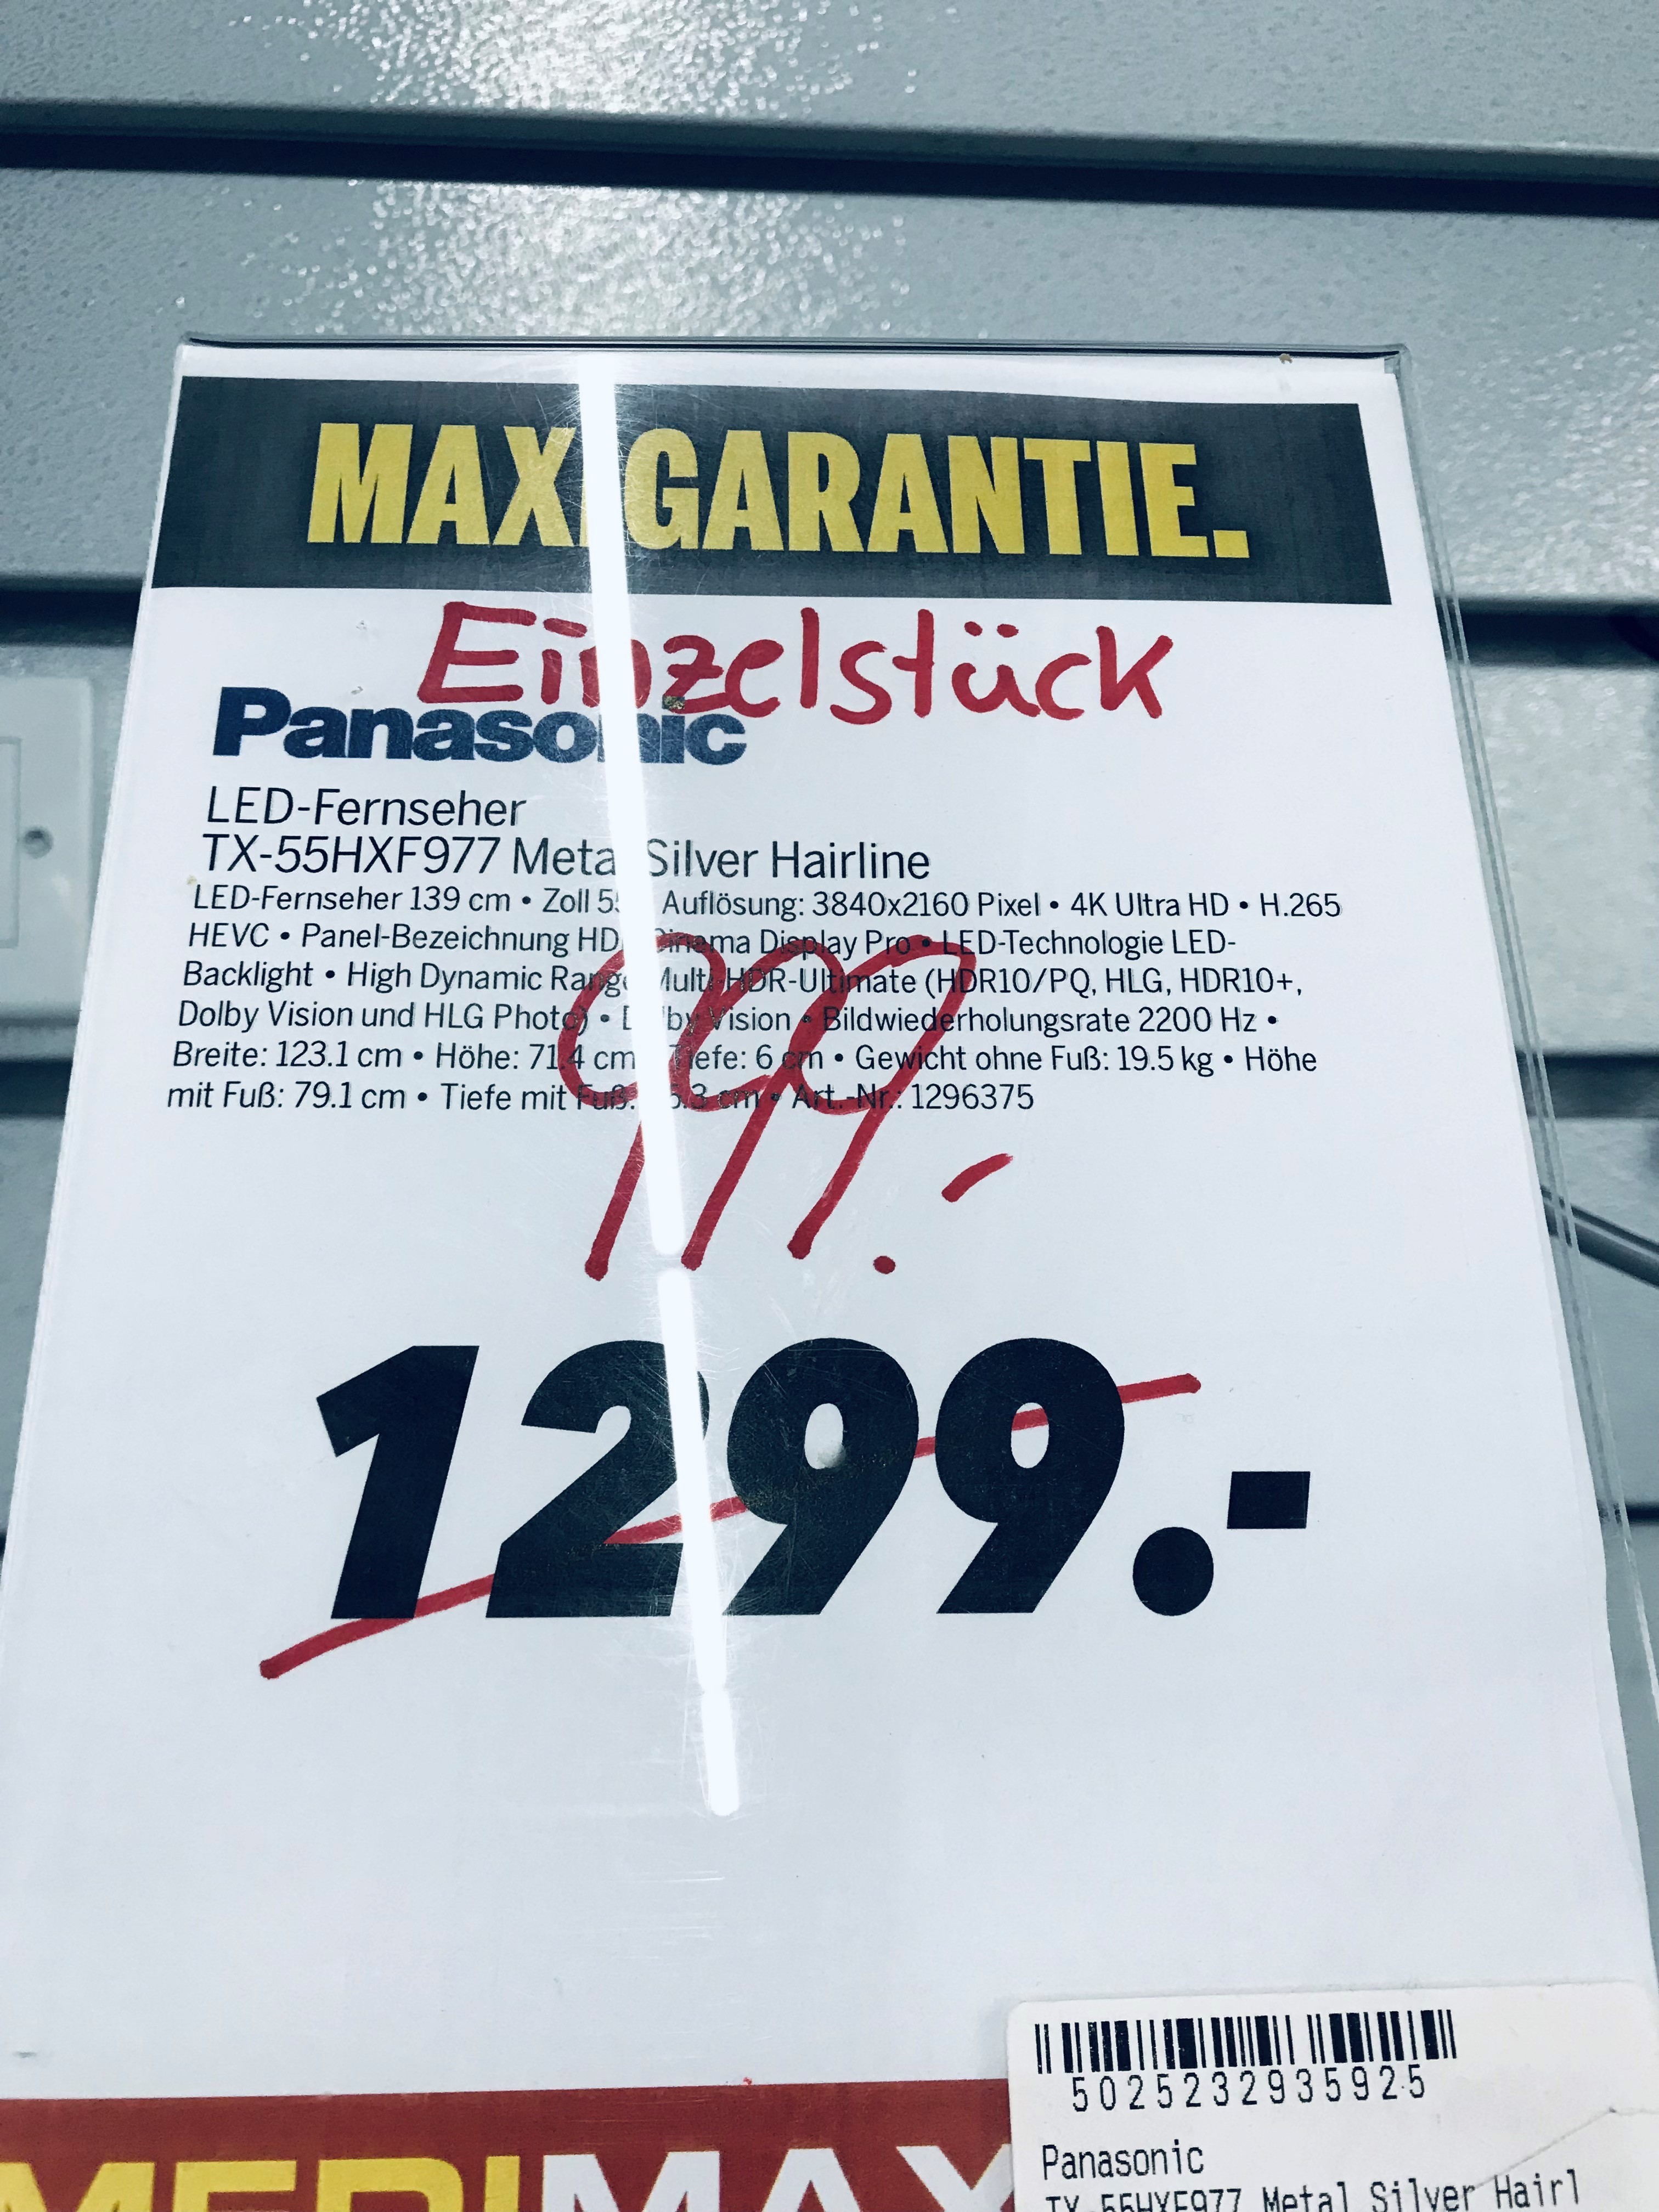 MAXIGARANTIE.
Einzelstück
Panasonic
LED-Fernseher
TX-55HXF977 Metal Silver Hairline
LED-Fernseher 139 cm • Zoll 55 Auflösung: 3840x2160 Pixel • 4K Ultra HD • H.265
HEVC • Panel-Bezeichnung HDR Cinema Display Pro • LED-Technologie LED-
Backlight • High Dynamic Range Multi-HDR-Ultimate (HDR10/PQ, HLG, HDR10+,
Dolby Vision und HLG Photo) • Dolby Vision • Bildwiederholungsrate 2200 Hz •
Breite: 123.1 cm • Höhe: 71.4 cm • Tiefe: 6 cm • Gewicht ohne Fuß: 19.5 kg • Höhe
mit Fuß: 79.1 cm • Tiefe mit Fuß: cm • Art.-Nr.: 1296375
999.-
1299.-
5025232935925
Panasonic
TX-55HXF977 Metal Silver Hairl
MEDIMAX